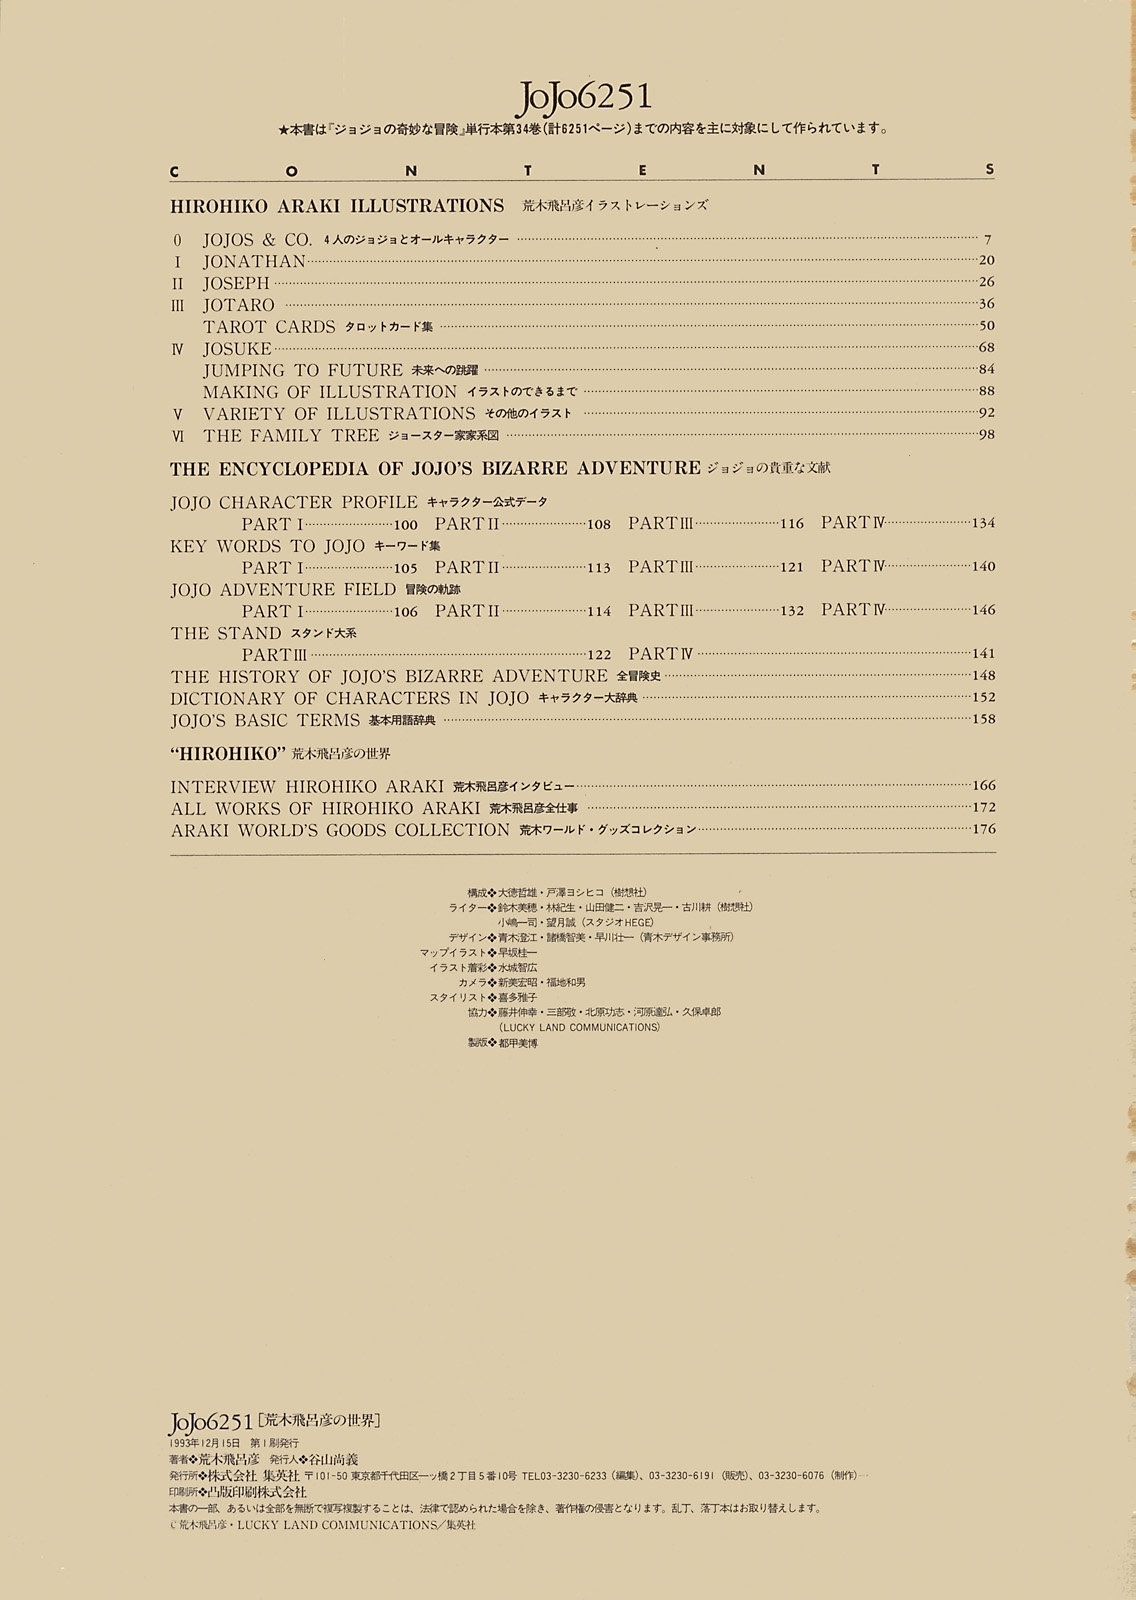 JoJo6251
★本書は『ジョジョの奇妙な冒険』単行本第34巻(計6251ページ)までの内容を主に対象にして作られています。
CONTENTS
HIROHIKO ARAKI ILLUSTRATIONS 荒木飛呂彦イラストレーションズ
0 JOJOS & CO. 4人のジョジョとオールキャラクター 7
I JONATHAN 20
II JOSEPH 26
III JOTARO 36
TAROT CARDS タロットカード集 50
IV JOSUKE 68
JUMPING TO FUTURE 未来への跳躍 84
MAKING OF ILLUSTRATION イラストのできるまで 88
V VARIETY OF ILLUSTRATIONS その他のイラスト 92
VI THE FAMILY TREE ジョースター家家系図 98
THE ENCYCLOPEDIA OF JOJO'S BIZARRE ADVENTURE ジョジョの貴重な文献
JOJO CHARACTER PROFILE キャラクター公式データ
PART I 100 PART II 108 PART III 116 PART IV 134
KEY WORDS TO JOJO キーワード集
PART I 105 PART II 113 PART III 121 PART IV 140
JOJO ADVENTURE FIELD 冒険の軌跡
PART I 106 PART II 114 PART III 132 PART IV 146
THE STAND スタンド大系
PART III 122 PART IV 141
THE HISTORY OF JOJO'S BIZARRE ADVENTURE 全冒険史 148
DICTIONARY OF CHARACTERS IN JOJO キャラクター大辞典 152
JOJO'S BASIC TERMS 基本用語辞典 158
“HIROHIKO” 荒木飛呂彦の世界
INTERVIEW HIROHIKO ARAKI 荒木飛呂彦インタビュー 166
ALL WORKS OF HIROHIKO ARAKI 荒木飛呂彦全仕事 172
ARAKI WORLD'S GOODS COLLECTION 荒木ワールド・グッズコレクション 176
構成❖大徳哲雄・戸澤ヨシヒコ（樹想社）
ライター❖鈴木美穂・林紀生・山田健二・吉沢晃一・古川耕（樹想社）
小嶋一司・望月誠（スタジオHEGE）
デザイン❖青木澄江・諸橋智美・早川壮一（青木デザイン事務所）
マップイラスト❖早坂桂一
イラスト着彩❖水城智広
カメラ❖新美宏昭・福地和男
スタイリスト❖喜多雅子
協力❖藤井伸幸・三部敬・北原功志・河原達弘・久保卓郎
（LUCKY LAND COMMUNICATIONS）
製版❖都甲美博
JoJo6251［荒木飛呂彦の世界］
1993年12月15日 第1刷発行
著者❖荒木飛呂彦 発行人❖谷山尚義
発行所❖株式会社 集英社 〒101-50 東京都千代田区一ッ橋2丁目5番10号 TEL03-3230-6233（編集）、03-3230-6191（販売）、03-3230-6076（制作）
印刷所❖凸版印刷株式会社
本書の一部、あるいは全部を無断で複写複製することは、法律で認められた場合を除き、著作権の侵害となります。乱丁、落丁本はお取り替えします。
©荒木飛呂彦・LUCKY LAND COMMUNICATIONS／集英社